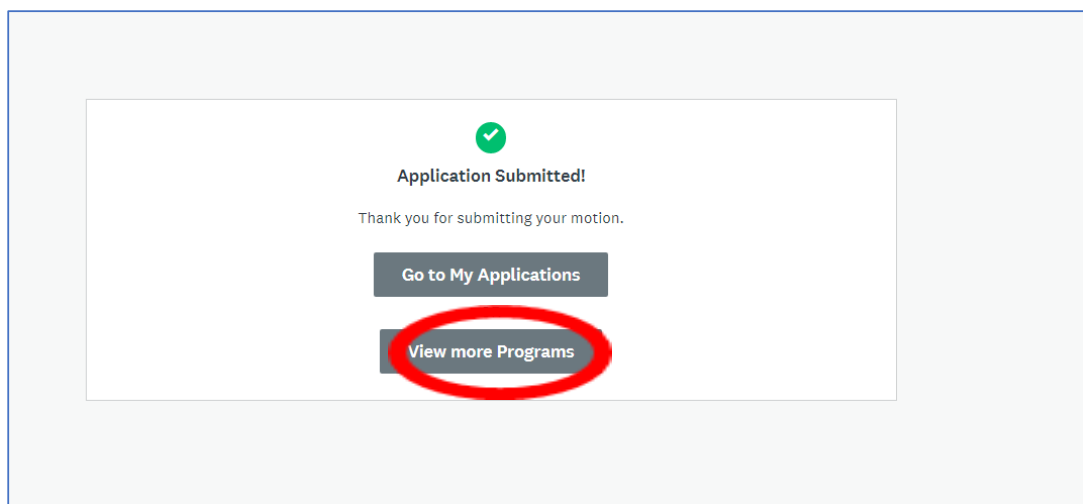 Application Submitted!
Thank you for submitting your motion.
Go to My Applications
View more Programs